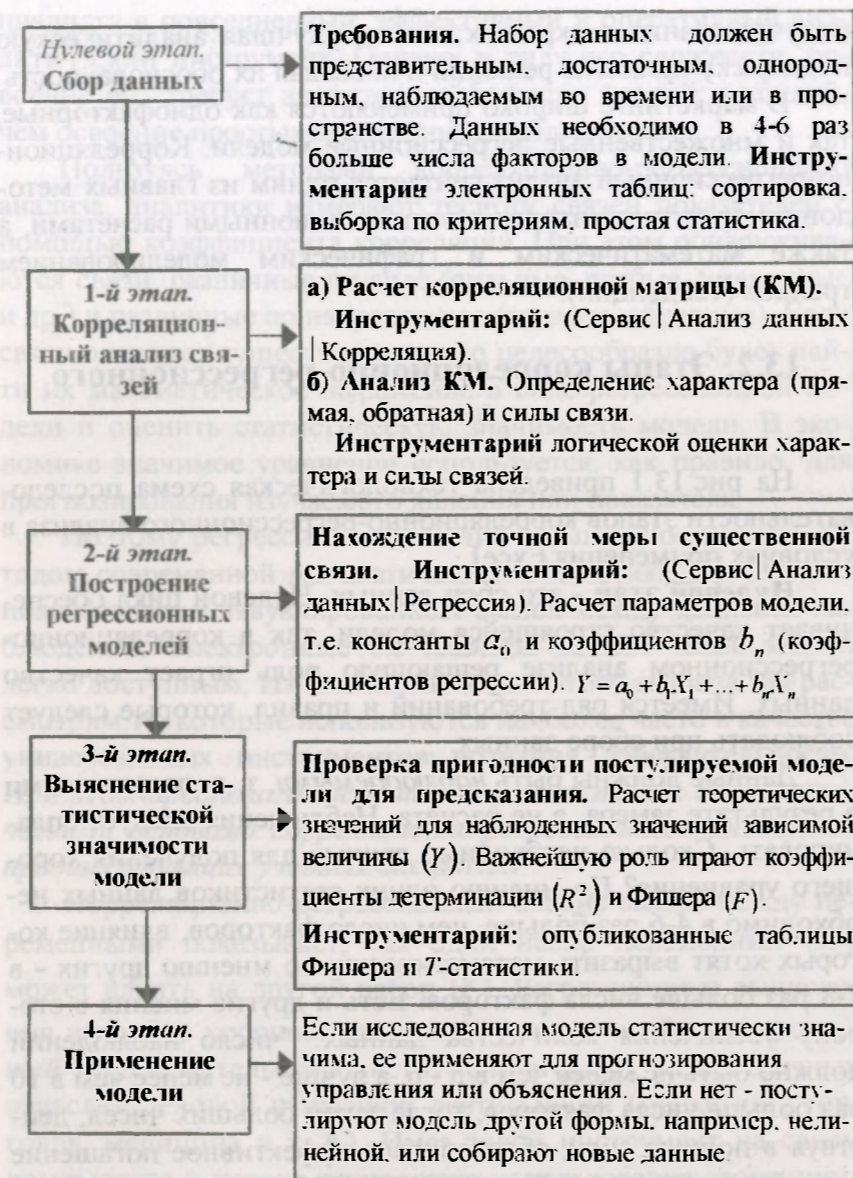 Нулевой этап.
Сбор данных
Требования. Набор данных должен быть
представительным, достаточным, однород-
ным, наблюдаемым во времени или в про-
странстве. Данных необходимо в 4-6 раз
больше числа факторов в модели. Инстру-
ментарии электронных таблиц: сортировка,
выборка по критериям, простая статистика.
1-й этап.
Корреляцион-
ный анализ свя-
зей
а) Расчет корреляционной матрицы (КМ).
Инструментарий: (Сервис|Анализ данных
|Корреляция).
б) Анализ КМ. Определение характера (пря-
мая, обратная) и силы связи.
Инструментарий логической оценки харак-
тера и силы связей.
2-й этап.
Построение
регрессионных
моделей
Нахождение точной меры существенной
связи. Инструментарий: (Сервис|Анализ
данных|Регрессия). Расчет параметров модели,
т.е. константы a₀ и коэффициентов bₙ (коэф-
фициентов регрессии). Y = a₀ + b₁X₁ + ... + bₙXₙ
3-й этап.
Выяснение ста-
тистической
значимости
модели
Проверка пригодности постулируемой моде-
ли для предсказания. Расчет теоретических
значений для наблюденных значений зависимой
величины (Y). Важнейшую роль играют коэффи-
циенты детерминации (R²) и Фишера (F).
Инструментарий: опубликованные таблицы
Фишера и T-статистики.
4-й этап.
Применение
модели
Если исследованная модель статистически зна-
чима, ее применяют для прогнозирования
управления или объяснения. Если нет - посту-
лируют модель другой формы, например, нели-
нейной, или собирают новые данные.